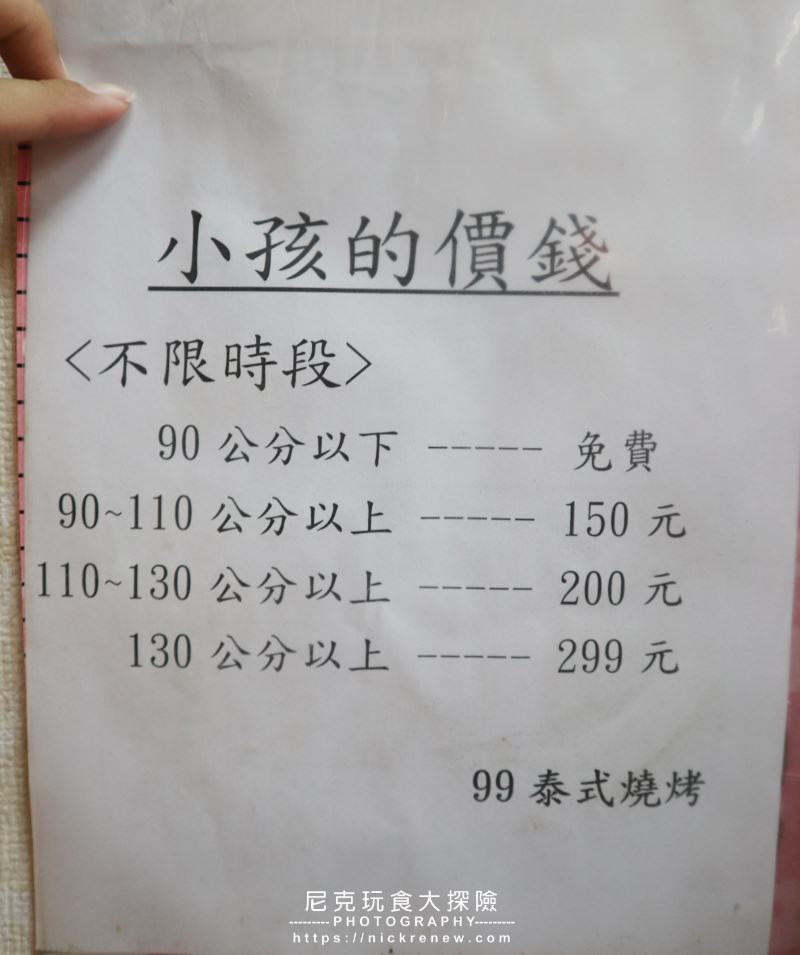 小孩的價錢
<不限時段>
90 公分以下 ----- 免費
90~110 公分以上 ----- 150 元
110~130 公分以上 ----- 200 元
130 公分以上 ----- 299 元
99 泰式燒烤
尼克玩食大探險
---------PHOTOGRAPHY---------
https://nickrenew.com